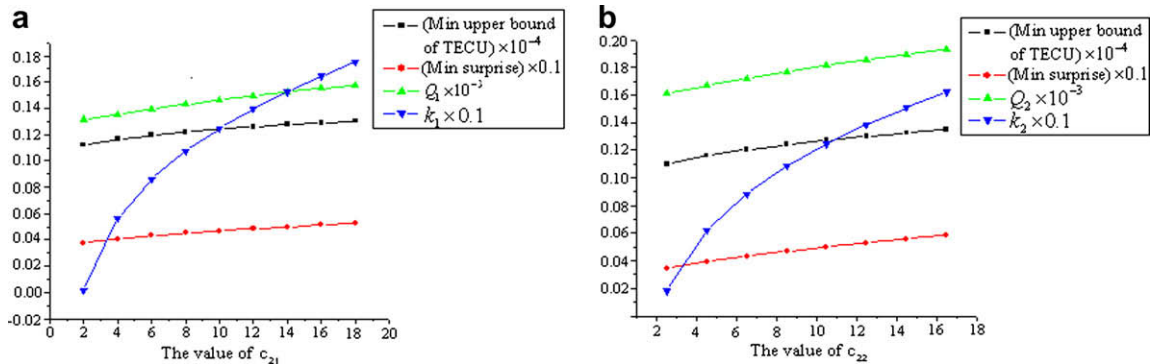 a
(Min upper bound
of TECU) ×10⁻⁴
(Min surprise) ×0.1
Q₁ ×10⁻³
k₁ ×0.1
0.18
0.16
0.14
0.12
0.10
0.08
0.06
0.04
0.02
0.00
-0.02
0 2 4 6 8 10 12 14 16 18 20
The value of c₂₁
b
(Min upper bound
of TECU) ×10⁻⁴
(Min surprise) ×0.1
Q₂ ×10⁻³
k₂ ×0.1
0.20
0.18
0.16
0.14
0.12
0.10
0.08
0.06
0.04
0.02
2 4 6 8 10 12 14 16 18
The value of c₂₂